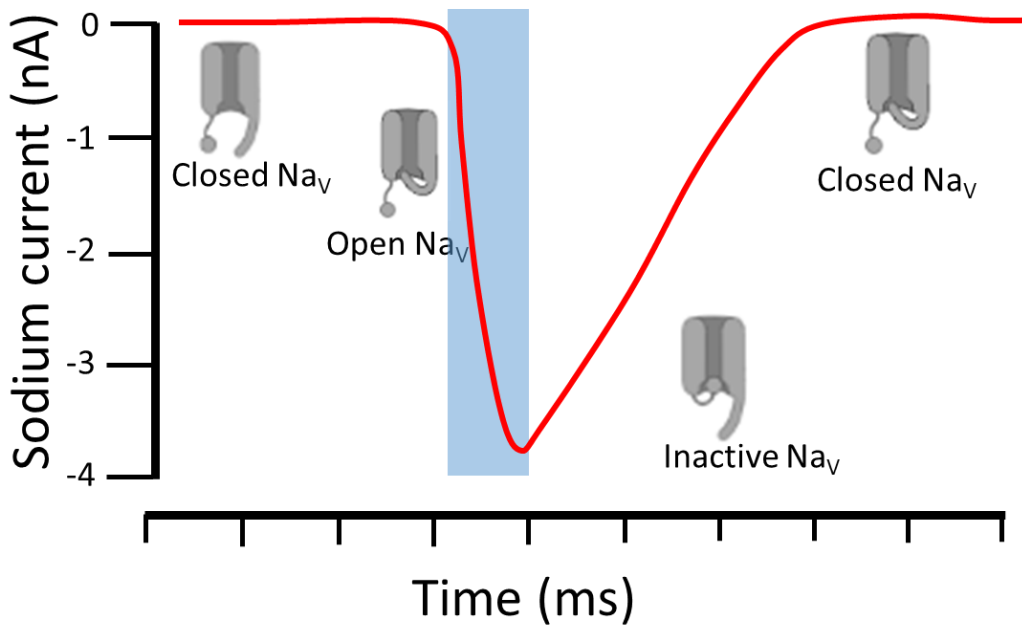 Sodium current (nA)
0
-1
-2
-3
-4
Closed NaV
Open NaV
Inactive NaV
Closed NaV
Time (ms)